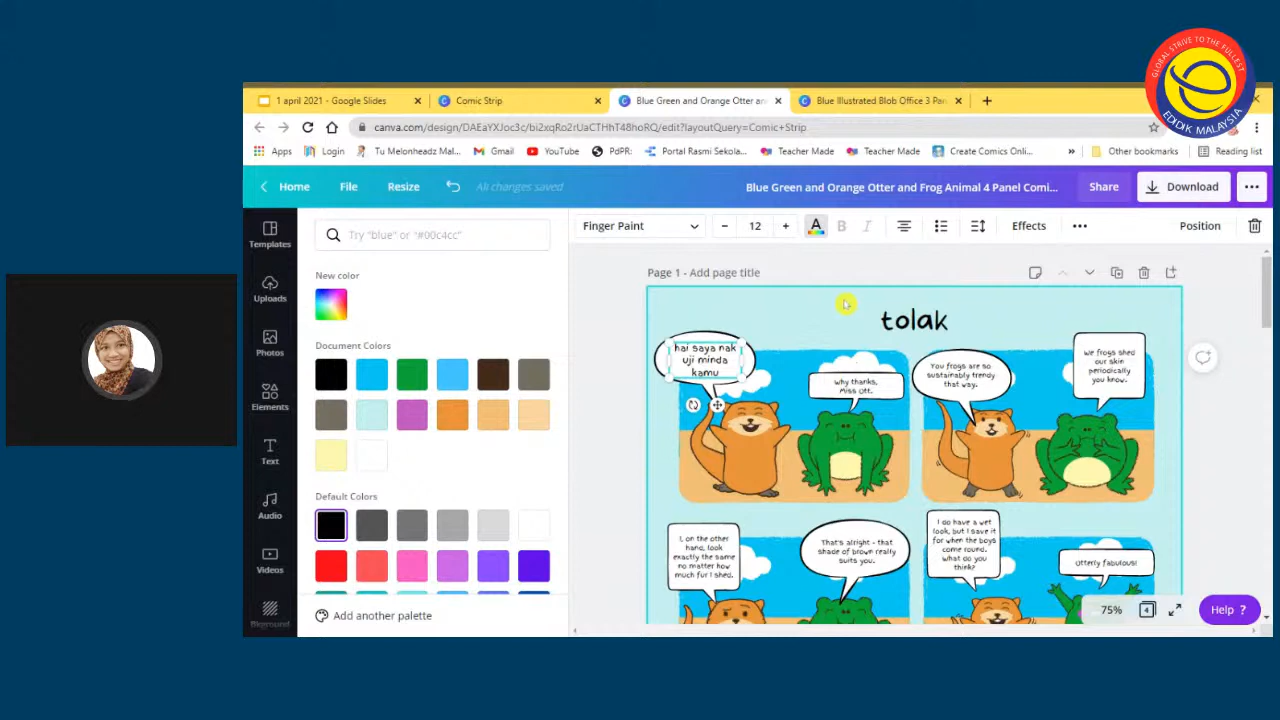 GLOBAL STRIVE TO THE FULLEST
EDIDIK MALAYSIA
1 april 2021 - Google Slides
Comic Strip
Blue Green and Orange Otter an
Blue Illustrated Blob Office 3 Pan
canva.com/design/DAEaYXJoc3c/bi2xqRo2rUaCTHhT48hoRQ/edit?layoutQuery=Comic+Strip
Apps
Login
Tu Melonheadz Mal...
Gmail
YouTube
PdPR:
Portal Rasmi Sekola...
Teacher Made
Teacher Made
Create Comics Onli...
»
Other bookmarks
Reading list
Home
File
Resize
All changes saved
Blue Green and Orange Otter and Frog Animal 4 Panel Comi...
Share
Download
Templates
Uploads
Photos
Elements
Text
Audio
Videos
Bkground
Try "blue" or "#00c4cc"
New color
Document Colors
Default Colors
Add another palette
Finger Paint
– 12 +
A
B
I
Effects
Position
Page 1 - Add page title
tolak
hai saya nak
uji minda
kamu
Why thanks,
Miss Ott.
You frogs are so
sustainably trendy
that way.
We frogs shed
our skin
periodically
you know.
I, on the other
hand, look
exactly the same
no matter how
much fur I shed.
That's alright - that
shade of brown really
suits you.
I do have a wet
look, but I save it
for when the boys
come round.
What do you
think?
Utterly fabulous!
75%
4
Help ?